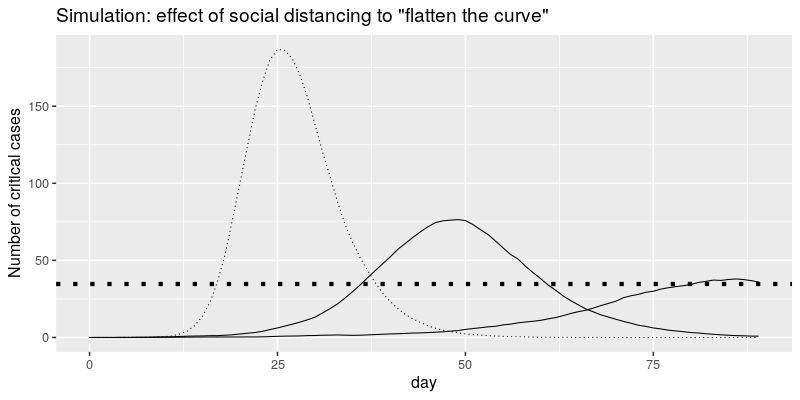 Simulation: effect of social distancing to "flatten the curve"
Number of critical cases
150
100
50
0
0
25
50
75
day